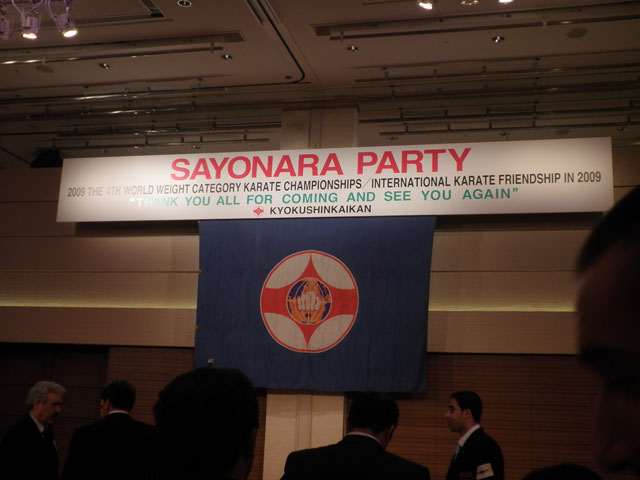 SAYONARA PARTY
2009 THE 4TH WORLD WEIGHT CATEGORY KARATE CHAMPIONSHIPS / INTERNATIONAL KARATE FRIENDSHIP IN 2009
"THANK YOU ALL FOR COMING AND SEE YOU AGAIN"
KYOKUSHINKAIKAN